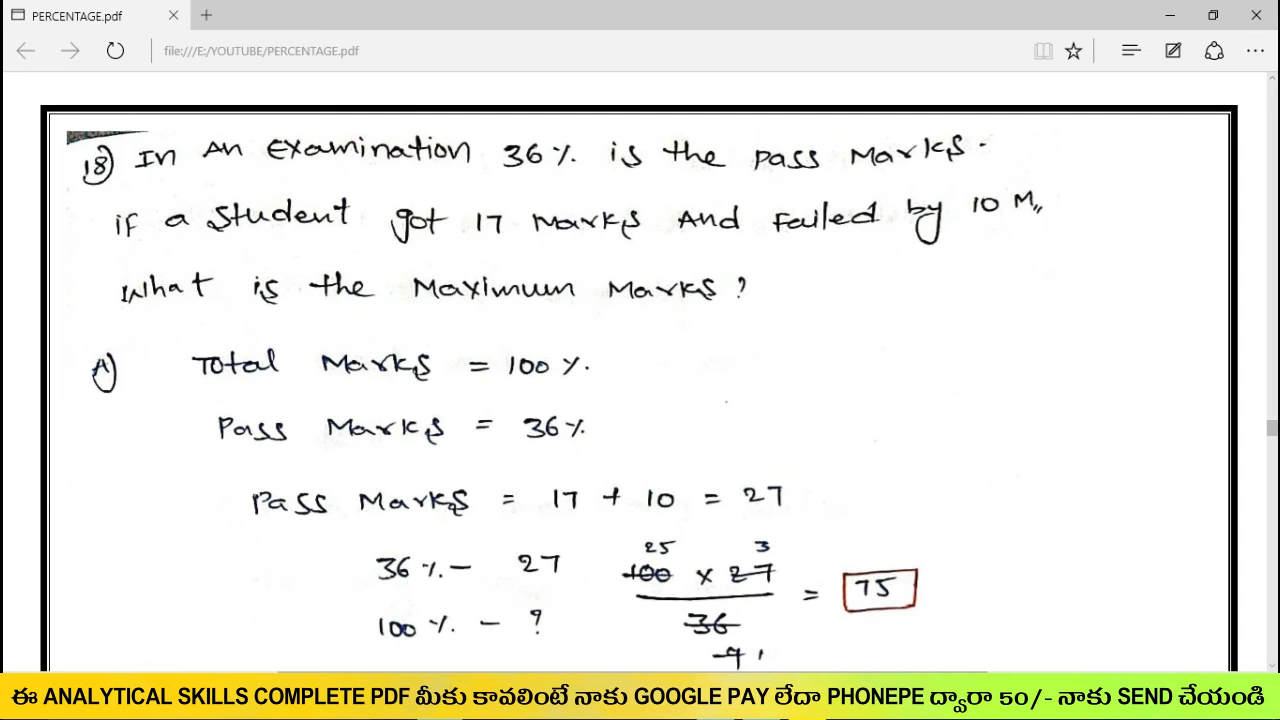 PERCENTAGE.pdf
file:///E:/YOUTUBE/PERCENTAGE.pdf
18) In An Examination 36% is the pass Marks.
if a Student got 17 Marks And Failed by 10 M,,
What is the Maximum Marks?
A) Total Marks = 100%.
Pass Marks = 36%
Pass Marks = 17 + 10 = 27
25 3
36% - 27 100 x 27
= 75
100% - ? 36
9 1
ఈ ANALYTICAL SKILLS COMPLETE PDF మీకు కావలింటే నాకు GOOGLE PAY లేదా PHONEPE ద్వారా 50/- నాకు SEND చేయండి